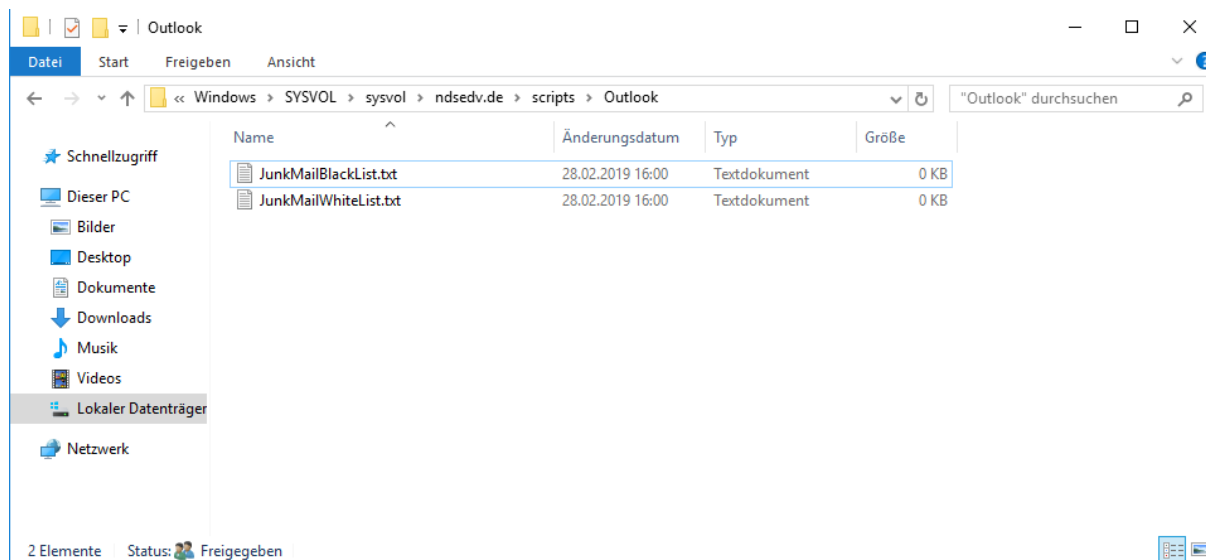 Outlook
Datei Start Freigeben Ansicht
« Windows › SYSVOL › sysvol › ndsedv.de › scripts › Outlook "Outlook" durchsuchen
Name Änderungsdatum Typ Größe
Schnellzugriff
JunkMailBlackList.txt 28.02.2019 16:00 Textdokument 0 KB
Dieser PC
JunkMailWhiteList.txt 28.02.2019 16:00 Textdokument 0 KB
Bilder
Desktop
Dokumente
Downloads
Musik
Videos
Lokaler Datenträger
Netzwerk
2 Elemente Status: Freigegeben